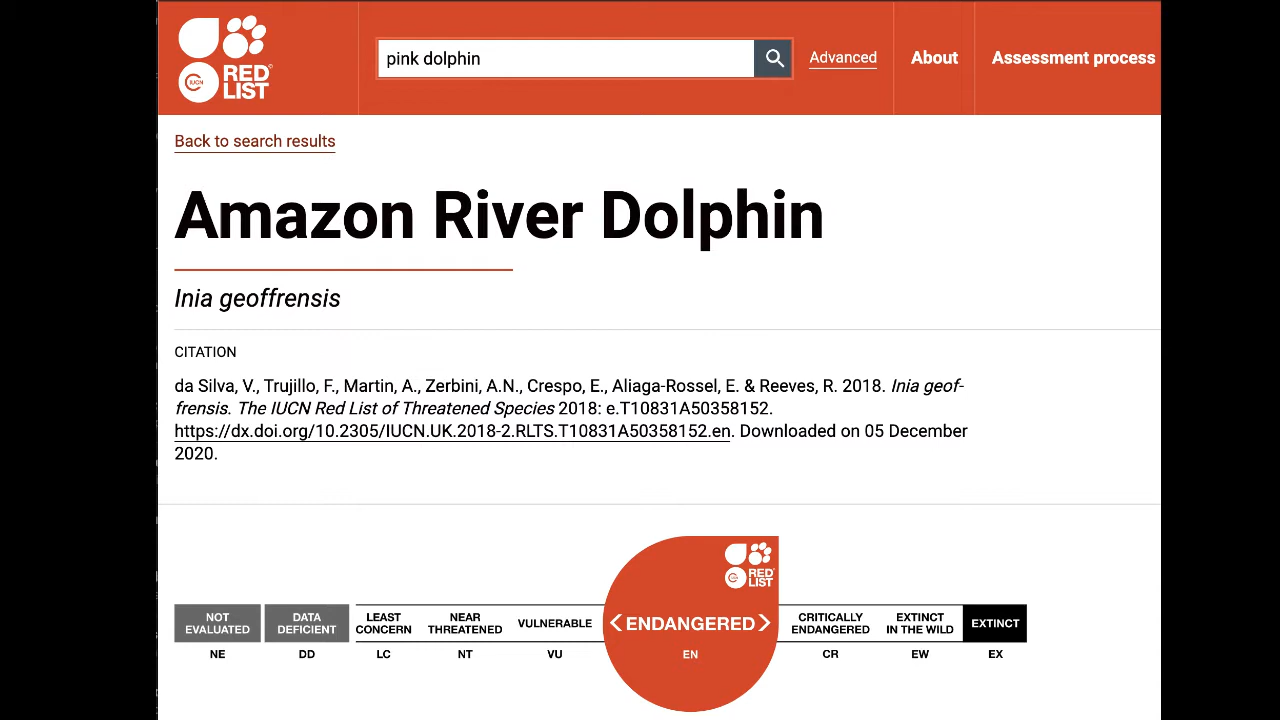 IUCN
RED
LIST
pink dolphin
Advanced
About
Assessment process
Back to search results
Amazon River Dolphin
Inia geoffrensis
CITATION
da Silva, V., Trujillo, F., Martin, A., Zerbini, A.N., Crespo, E., Aliaga-Rossel, E. & Reeves, R. 2018. Inia geof-
frensis. The IUCN Red List of Threatened Species 2018: e.T10831A50358152.
https://dx.doi.org/10.2305/IUCN.UK.2018-2.RLTS.T10831A50358152.en. Downloaded on 05 December
2020.
RED
LIST
NOT
EVALUATED
NE
DATA
DEFICIENT
DD
LEAST
CONCERN
LC
NEAR
THREATENED
NT
VULNERABLE
VU
<ENDANGERED>
EN
CRITICALLY
ENDANGERED
CR
EXTINCT
IN THE WILD
EW
EXTINCT
EX